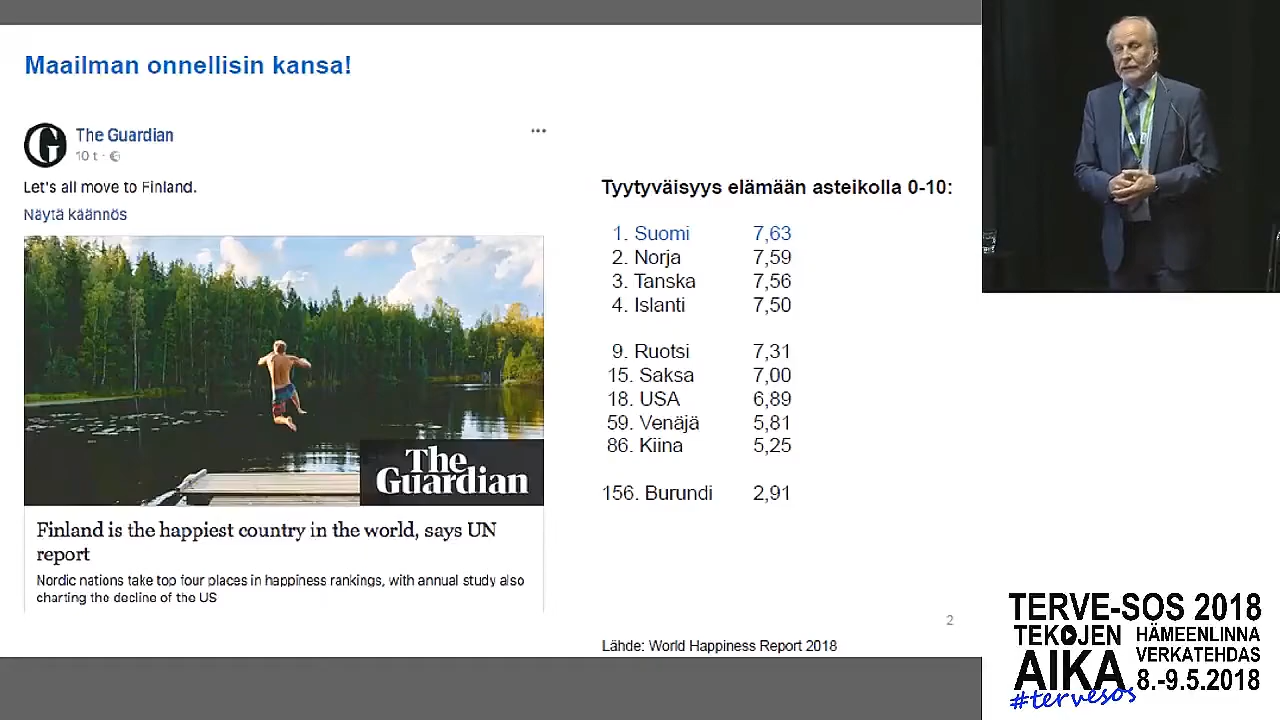 Maailman onnellisin kansa!
The Guardian
10 t ·
Let's all move to Finland.
Näytä käännös
The
Guardian
Finland is the happiest country in the world, says UN
report
Nordic nations take top four places in happiness rankings, with annual study also
charting the decline of the US
Tyytyväisyys elämään asteikolla 0-10:
1. Suomi 7,63
2. Norja 7,59
3. Tanska 7,56
4. Islanti 7,50
9. Ruotsi 7,31
15. Saksa 7,00
18. USA 6,89
59. Venäjä 5,81
86. Kiina 5,25
156. Burundi 2,91
2
Lähde: World Happiness Report 2018
TERVE-SOS 2018
TEKOJEN
AIKA
HÄMEENLINNA
VERKATEHDAS
8.-9.5.2018
#tervesos